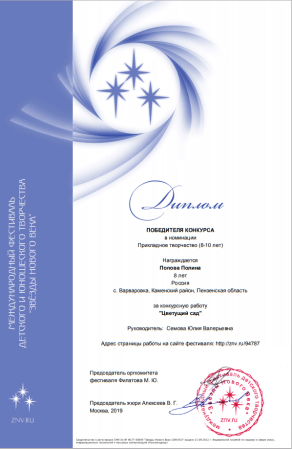 МЕЖДУНАРОДНЫЙ ФЕСТИВАЛЬ
ДЕТСКОГО И ЮНОШЕСКОГО ТВОРЧЕСТВА
"ЗВЁЗДЫ НОВОГО ВЕКА"
ZNV.RU
Диплом
ПОБЕДИТЕЛЯ КОНКУРСА
в номинации
Прикладное творчество (8-10 лет)
Награждается
Попова Полина
8 лет
Россия
с. Варваровка, Каменский район, Пензенская область
за конкурсную работу
"Цветущий сад"
Руководитель: Семова Юлия Валерьевна
Адрес страницы работы на сайте фестиваля: http://znv.ru/94787
Председатель оргкомитета
фестиваля Филатова М. Ю.
Председатель жюри Алексеев В. Г.
Москва, 2019